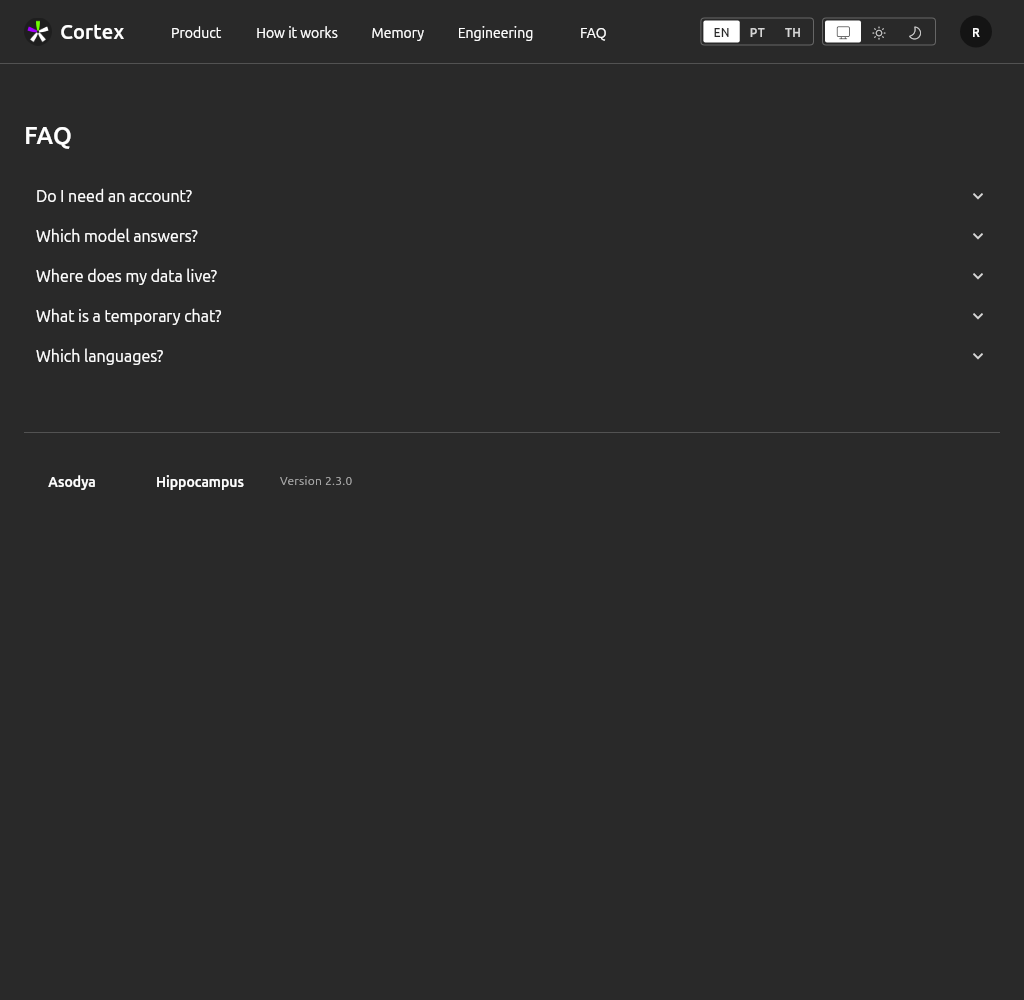 Cortex Product How it works Memory Engineering FAQ EN PT TH R
FAQ
Do I need an account?
Which model answers?
Where does my data live?
What is a temporary chat?
Which languages?
Asodya Hippocampus Version 2.3.0